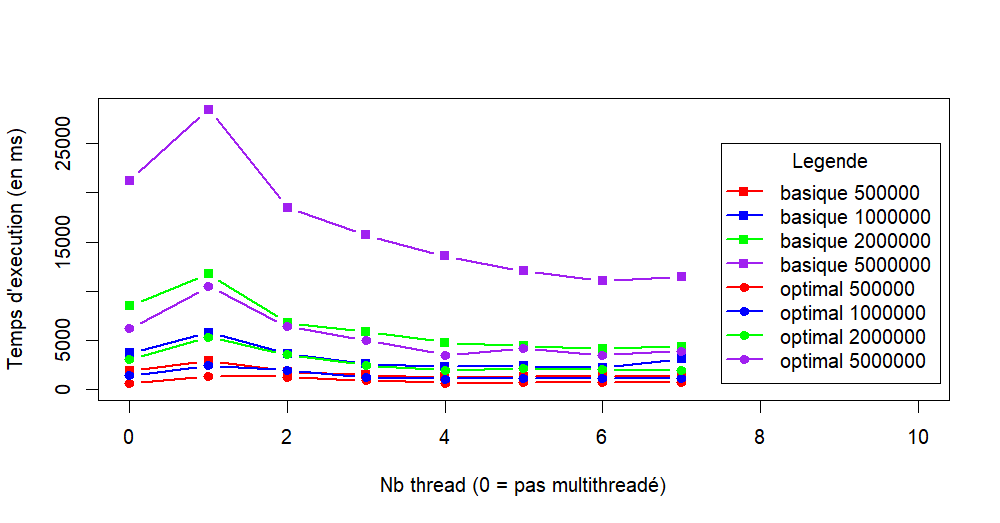 Temps d'execution (en ms)
25000
15000
5000
0
Legende
basique 500000
basique 1000000
basique 2000000
basique 5000000
optimal 500000
optimal 1000000
optimal 2000000
optimal 5000000
0 2 4 6 8 10
Nb thread (0 = pas multithreadé)